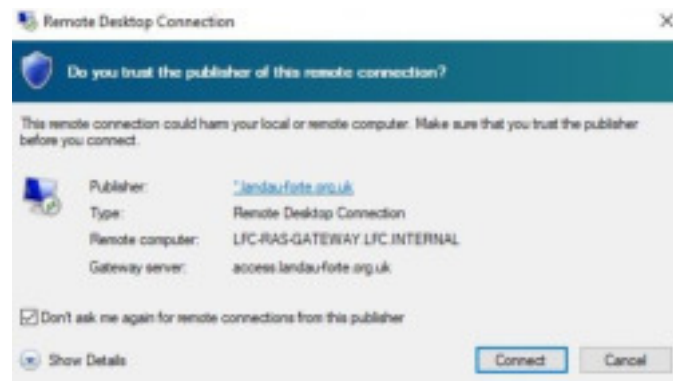 Remote Desktop Connection
Do you trust the publisher of this remote connection?
This remote connection could harm your local or remote computer. Make sure that you trust the publisher
before you connect.
Publisher: *.landau-forte.org.uk
Type: Remote Desktop Connection
Remote computer: LFC-RAS-GATEWAY.LFC.INTERNAL
Gateway server: access.landau-forte.org.uk
Don't ask me again for remote connections from this publisher
Show Details Connect Cancel